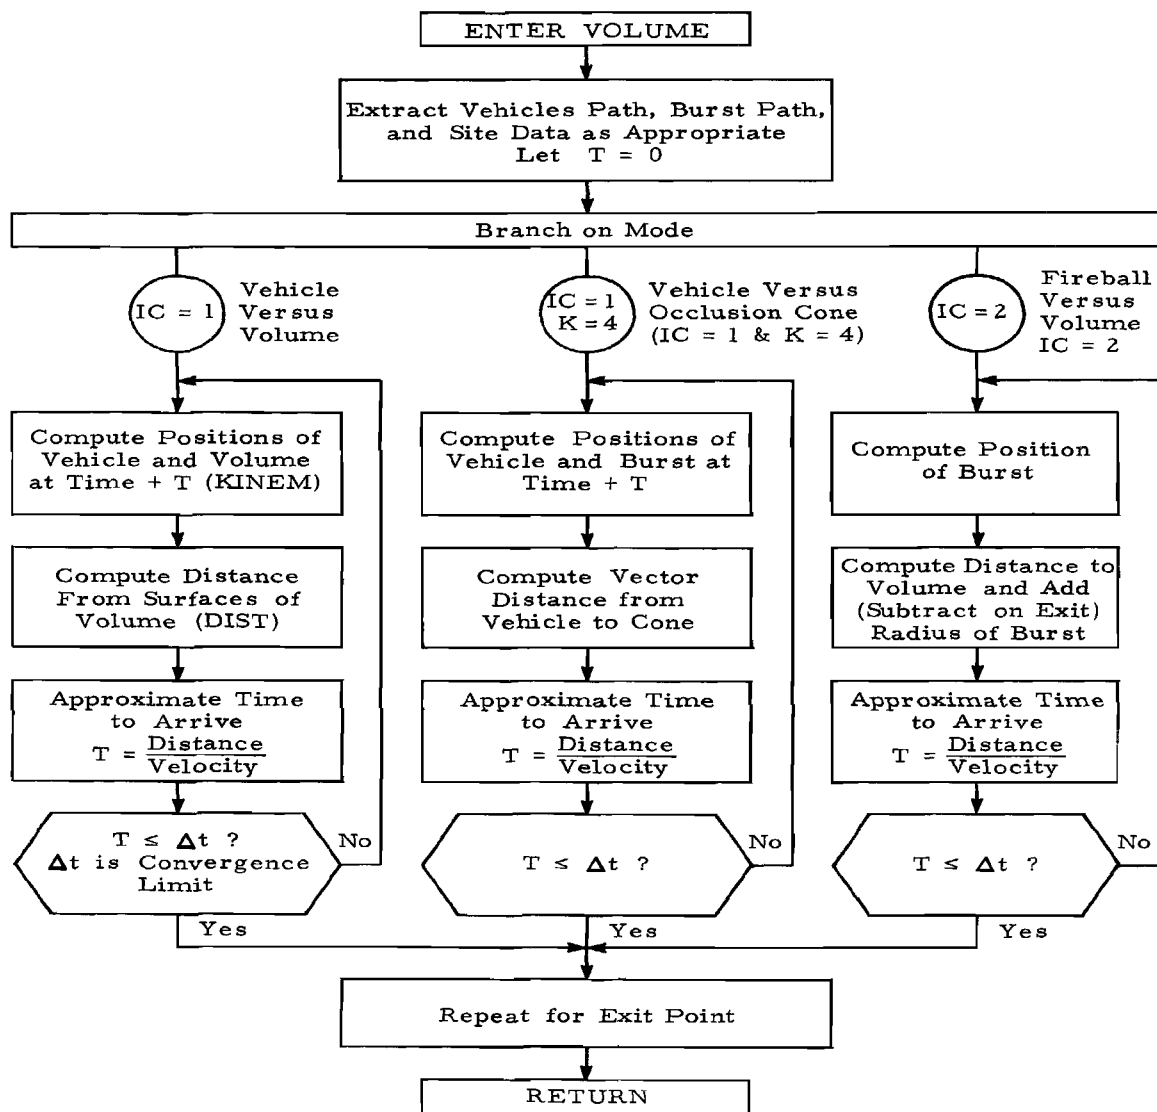 ENTER VOLUME
Extract Vehicles Path, Burst Path,
and Site Data as Appropriate
Let T = 0
Branch on Mode
IC = 1
Vehicle
Versus
Volume
IC = 1
K = 4
Vehicle Versus
Occlusion Cone
(IC = 1 & K = 4)
IC = 2
Fireball
Versus
Volume
IC = 2
Compute Positions of
Vehicle and Volume
at Time + T (KINEM)
Compute Distance
From Surfaces of
Volume (DIST)
Approximate Time
to Arrive
T = Distance
Velocity
T ≤ Δt ?
Δt is Convergence
Limit
No
Yes
Compute Positions of
Vehicle and Burst at
Time + T
Compute Vector
Distance from
Vehicle to Cone
Approximate Time
to Arrive
T = Distance
Velocity
T ≤ Δt ?
No
Yes
Compute Position
of Burst
Compute Distance to
Volume and Add
(Subtract on Exit)
Radius of Burst
Approximate Time
to Arrive
T = Distance
Velocity
T ≤ Δt ?
No
Yes
Repeat for Exit Point
RETURN